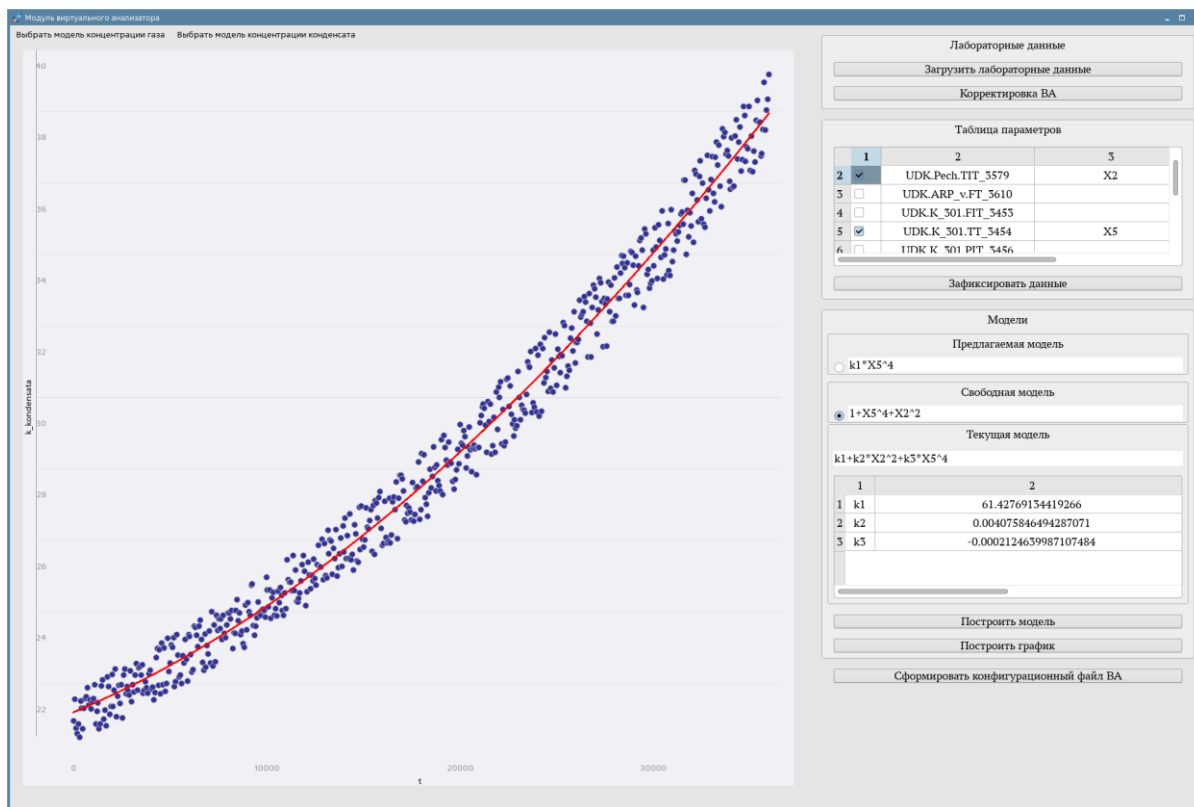 Модуль виртуального анализатора
Выбрать модель концентрации газа Выбрать модель концентрации конденсата
40
38
36
34
32
30
28
26
24
22
k_kondensata
0 10000 20000 30000
t
Лабораторные данные
Загрузить лабораторные данные
Корректировка ВА
Таблица параметров
1 2 3
2 UDK.Pech.TIT_3579 X2
3 UDK.ARP_v.FT_3610
4 UDK.K_301.FIT_3453
5 UDK.K_301.TT_3454 X5
6 UDK.K_301.PIT_3456
Зафиксировать данные
Модели
Предлагаемая модель
k1*X5^4
Свободная модель
1+X5^4+X2^2
Текущая модель
k1+k2*X2^2+k3*X5^4
1 2
1 k1 61.42769134419266
2 k2 0.004075846494287071
3 k3 -0.0002124639987107484
Построить модель
Построить график
Сформировать конфигурационный файл ВА